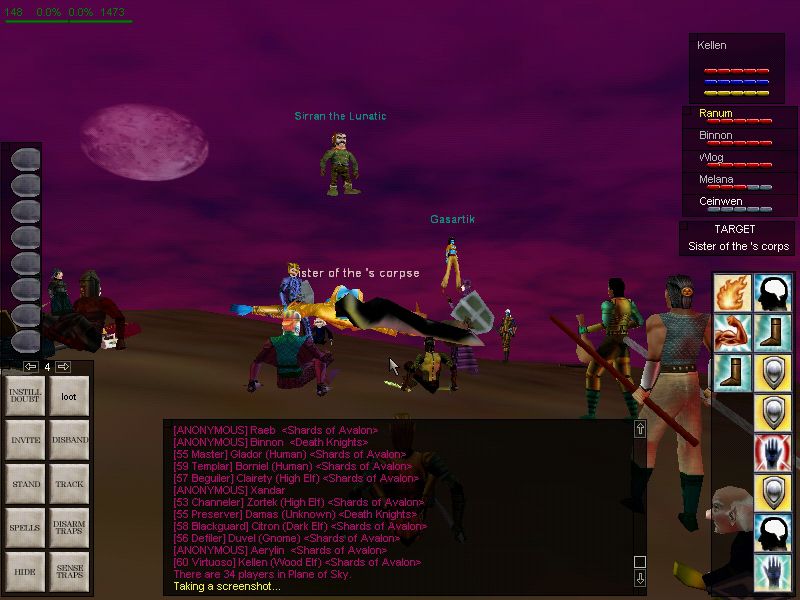 148 0.0% 0.0% 1473
Kellen
Ranum
Binnon
Wlog
Melana
Ceinwen
TARGET
Sister of the 's corps
Sirran the Lunatic
Gasartik
Sister of the 's corpse
4
INSTILL DOUBT
loot
INVITE
DISBAND
STAND
TRACK
SPELLS
DISARM TRAPS
HIDE
SENSE TRAPS
[ANONYMOUS] Raeb <Shards of Avalon>
[ANONYMOUS] Binnon <Death Knights>
[55 Master] Glador (Human) <Shards of Avalon>
[59 Templar] Borniel (Human) <Shards of Avalon>
[57 Beguiler] Clairety (High Elf) <Shards of Avalon>
[ANONYMOUS] Xandar
[53 Channeler] Zortek (High Elf) <Shards of Avalon>
[55 Preserver] Damas (Unknown) <Death Knights>
[58 Blackguard] Citron (Dark Elf) <Shards of Avalon>
[56 Defiler] Duvel (Gnome) <Shards of Avalon>
[ANONYMOUS] Aerylin <Shards of Avalon>
[60 Virtuoso] Kellen (Wood Elf) <Shards of Avalon>
There are 34 players in Plane of Sky.
Taking a screenshot...